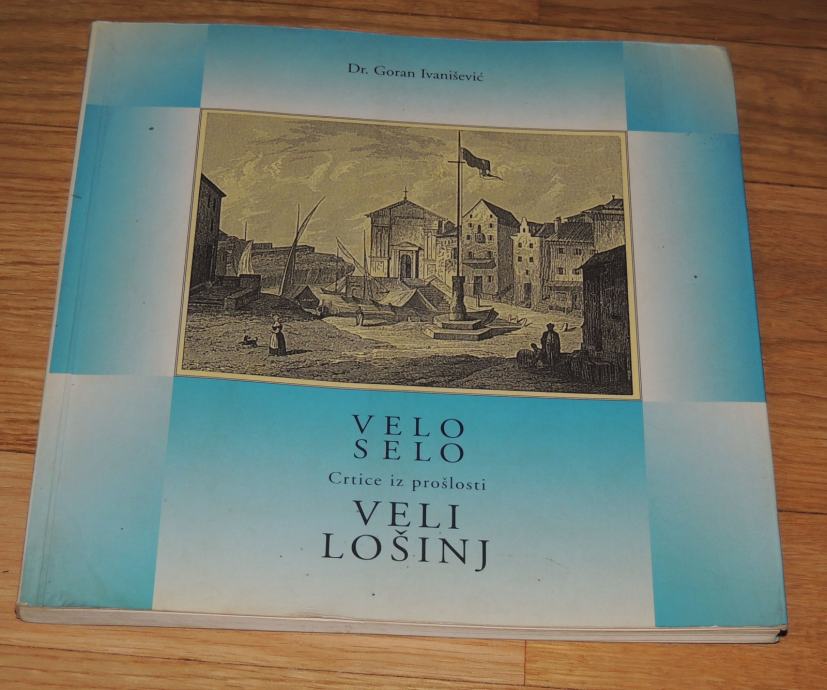 Dr. Goran Ivanišević
VELO
SELO
Crtice iz prošlosti
VELI
LOŠINJ